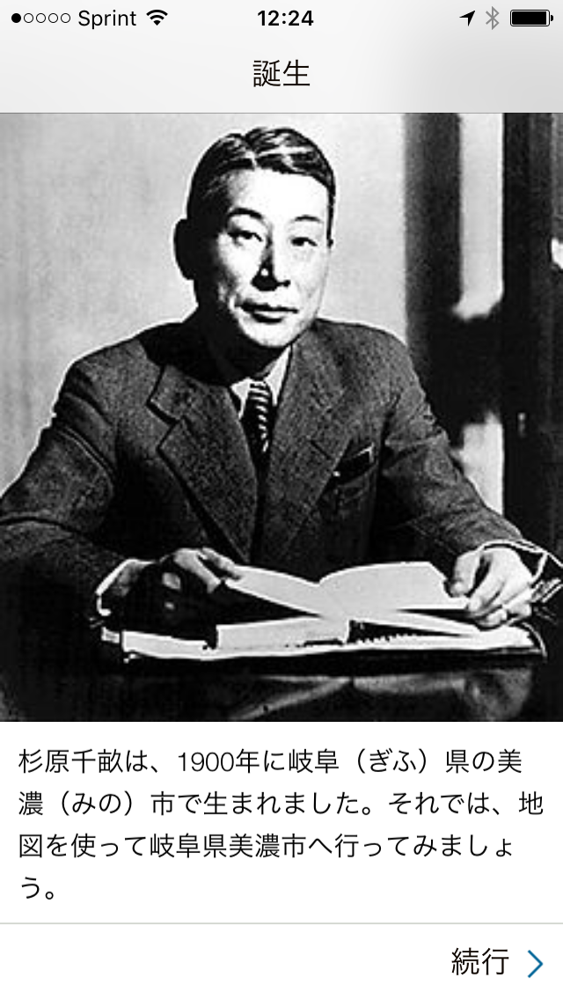 Sprint 12:24
誕生
杉原千畝は、1900年に岐阜（ぎふ）県の美
濃（みの）市で生まれました。それでは、地
図を使って岐阜県美濃市へ行ってみましょ
う。
続行